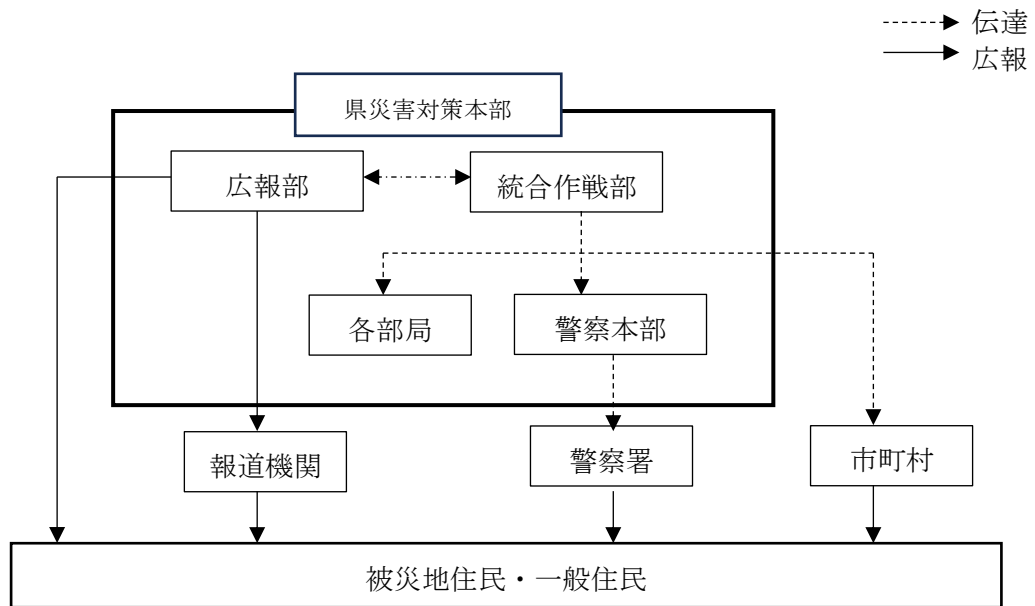 伝達
広報
県災害対策本部
広報部
統合作戦部
各部局
警察本部
報道機関
警察署
市町村
被災地住民・一般住民